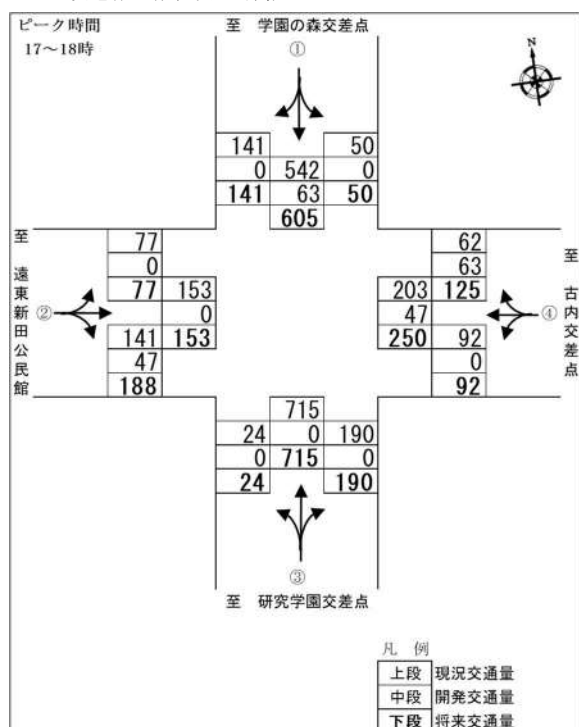 ピーク時間
17～18時
至 学園の森交差点
①
N
141 50
0 542 0
141 63 50
605
至 遠東新田公民館
②
77
0
77 153
0
141 153
47
188
62
63
203 125
47
250 92
0
92
④
至 古内交差点
715
24 0 190
0 715 0
24 190
③
至 研究学園交差点
凡 例
上段 現況交通量
中段 開発交通量
下段 将来交通量